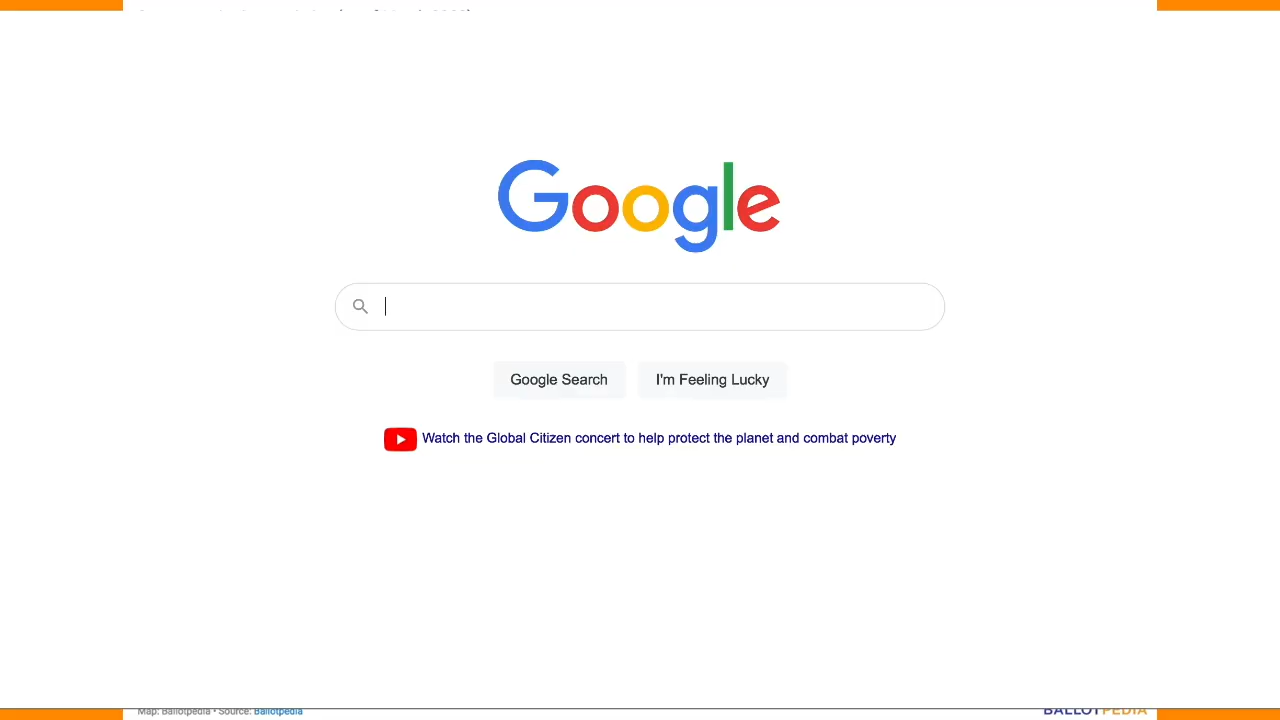 Google
Google Search
I'm Feeling Lucky
Watch the Global Citizen concert to help protect the planet and combat poverty
Map: Ballotpedia • Source: Ballotpedia
BALLOTPEDIA